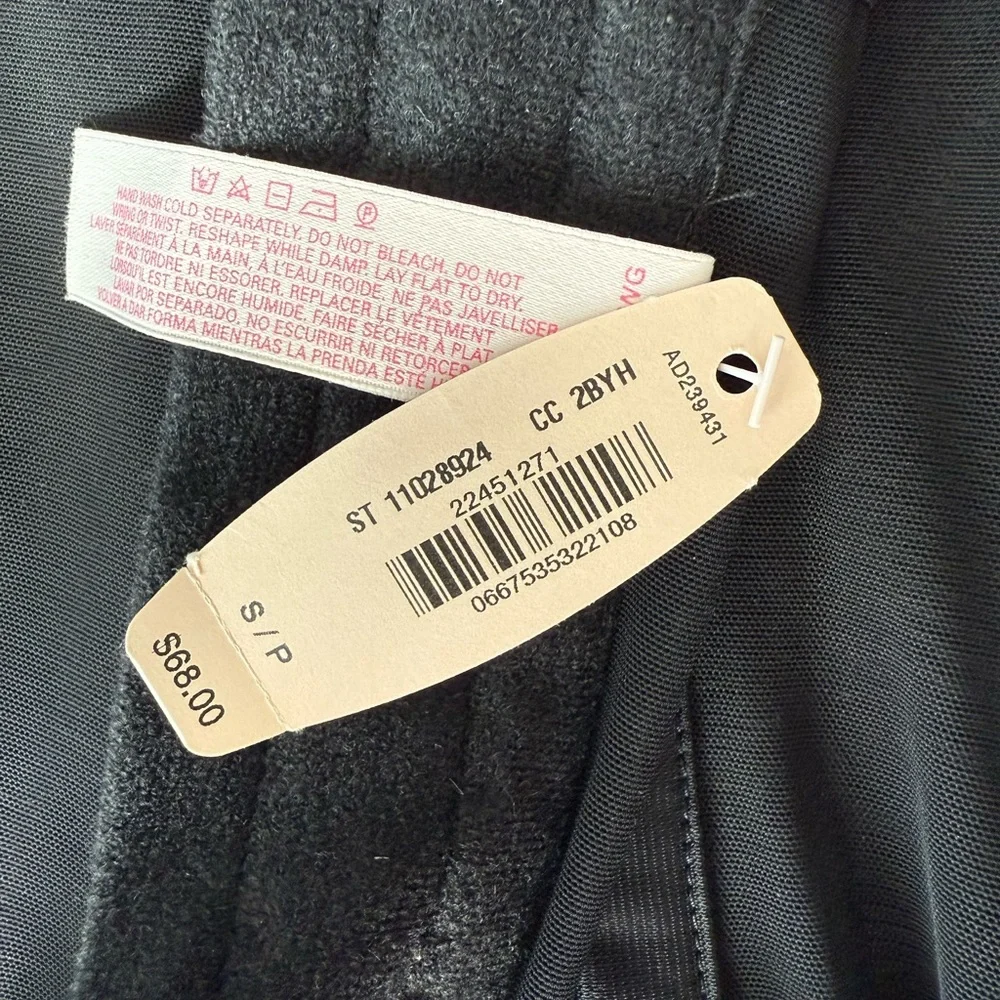 HAND WASH COLD SEPARATELY. DO NOT BLEACH. DO NOT
WRING OR TWIST. RESHAPE WHILE DAMP. LAY FLAT TO DRY.
LAVER SÉPARÉMENT À LA MAIN, À L'EAU FROIDE. NE PAS JAVELLISER
NE PAS TORDRE NI ESSORER. REPLACER LE VÊTEMENT
LORSQU'IL EST ENCORE HUMIDE. FAIRE SÉCHER À PLAT
LAVAR POR SEPARADO, NO ESCURRIR NI RETORCER
VOLVER A DAR FORMA MIENTRAS LA PRENDA ESTÉ
NG
AD239431
ST 11028924 CC 2BYH
22451271
0667535322108
S/P
$68.00